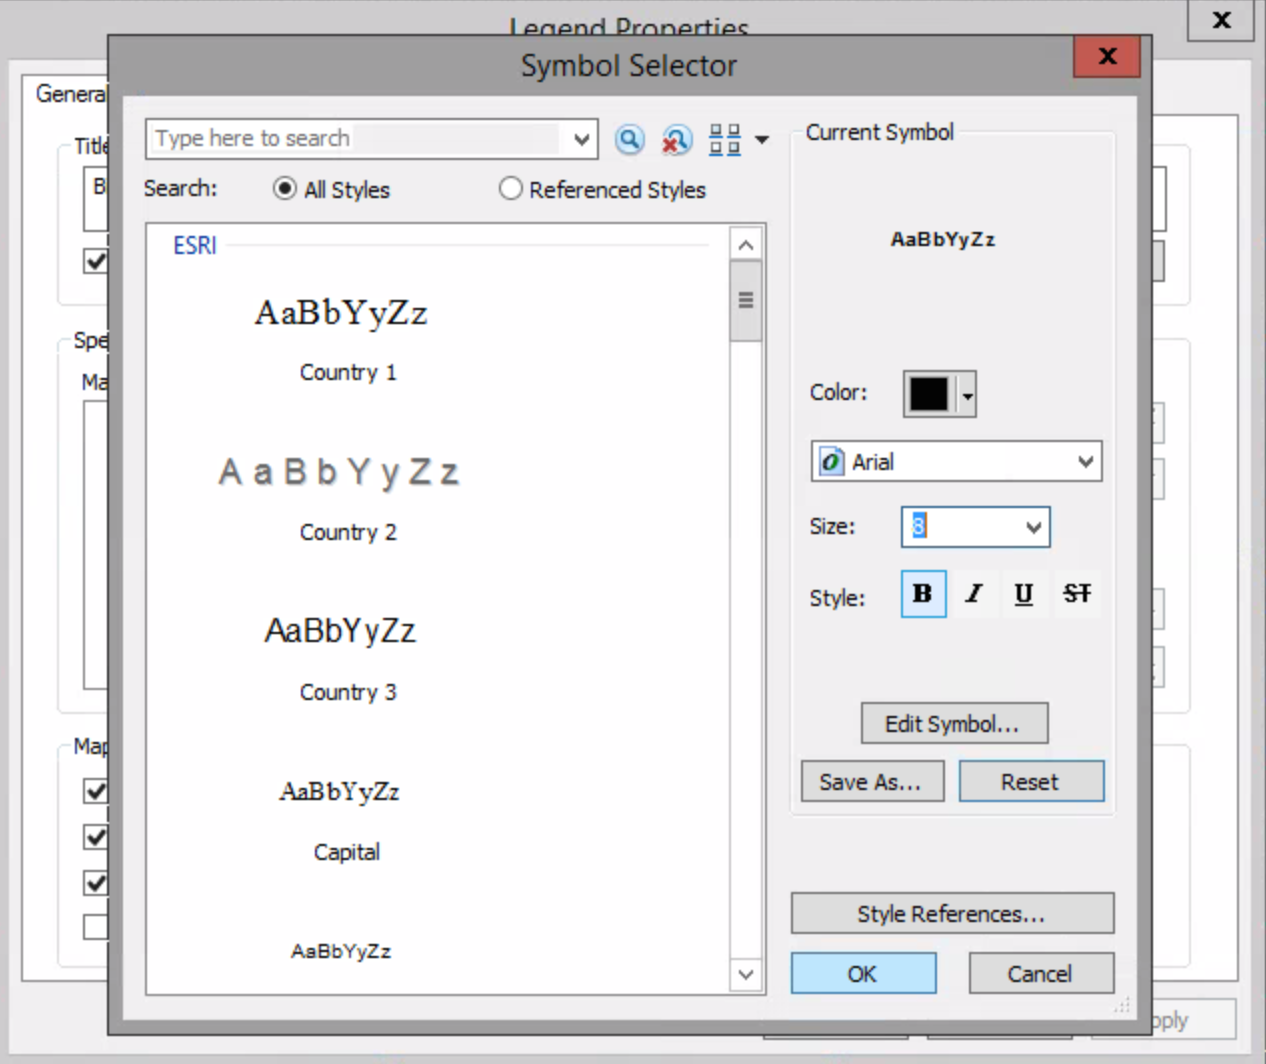 Legend Properties
X
Symbol Selector
X
General
Title
B
Type here to search
Search:
All Styles
Referenced Styles
ESRI
AaBbYyZz
Country 1
AaBbYyZz
Country 2
AaBbYyZz
Country 3
AaBbYyZz
Capital
AaBbYyZz
Current Symbol
AaBbYyZz
Color:
Arial
Size:
8
Style:
B I U ST
Edit Symbol...
Save As...
Reset
Style References...
OK
Cancel
Spe
Ma
Map
pply